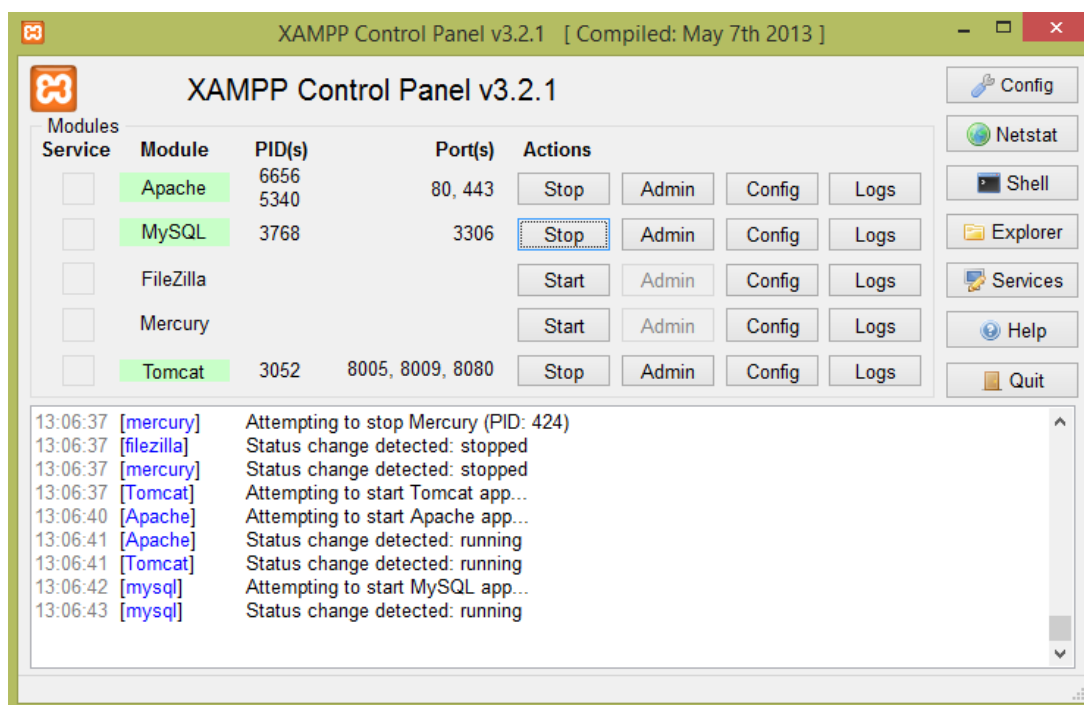 XAMPP Control Panel v3.2.1 [ Compiled: May 7th 2013 ]
XAMPP Control Panel v3.2.1
Config
Modules
Netstat
Service Module PID(s) Port(s) Actions
Apache 6656 5340 80, 443 Stop Admin Config Logs
Shell
MySQL 3768 3306 Stop Admin Config Logs
Explorer
FileZilla Start Admin Config Logs
Services
Mercury Start Admin Config Logs
Help
Tomcat 3052 8005, 8009, 8080 Stop Admin Config Logs
Quit
13:06:37 [mercury] Attempting to stop Mercury (PID: 424)
13:06:37 [filezilla] Status change detected: stopped
13:06:37 [mercury] Status change detected: stopped
13:06:37 [Tomcat] Attempting to start Tomcat app...
13:06:40 [Apache] Attempting to start Apache app...
13:06:41 [Apache] Status change detected: running
13:06:41 [Tomcat] Status change detected: running
13:06:42 [mysql] Attempting to start MySQL app...
13:06:43 [mysql] Status change detected: running